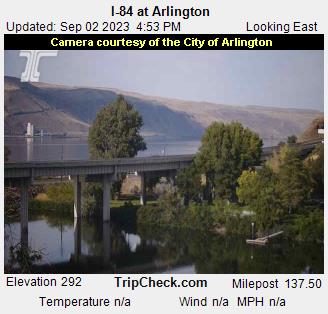 I-84 at Arlington
Updated: Sep 02 2023 4:53 PM Looking East
Camera courtesy of the City of Arlington
Elevation 292 TripCheck.com Milepost 137.50
Temperature n/a Wind n/a MPH n/a